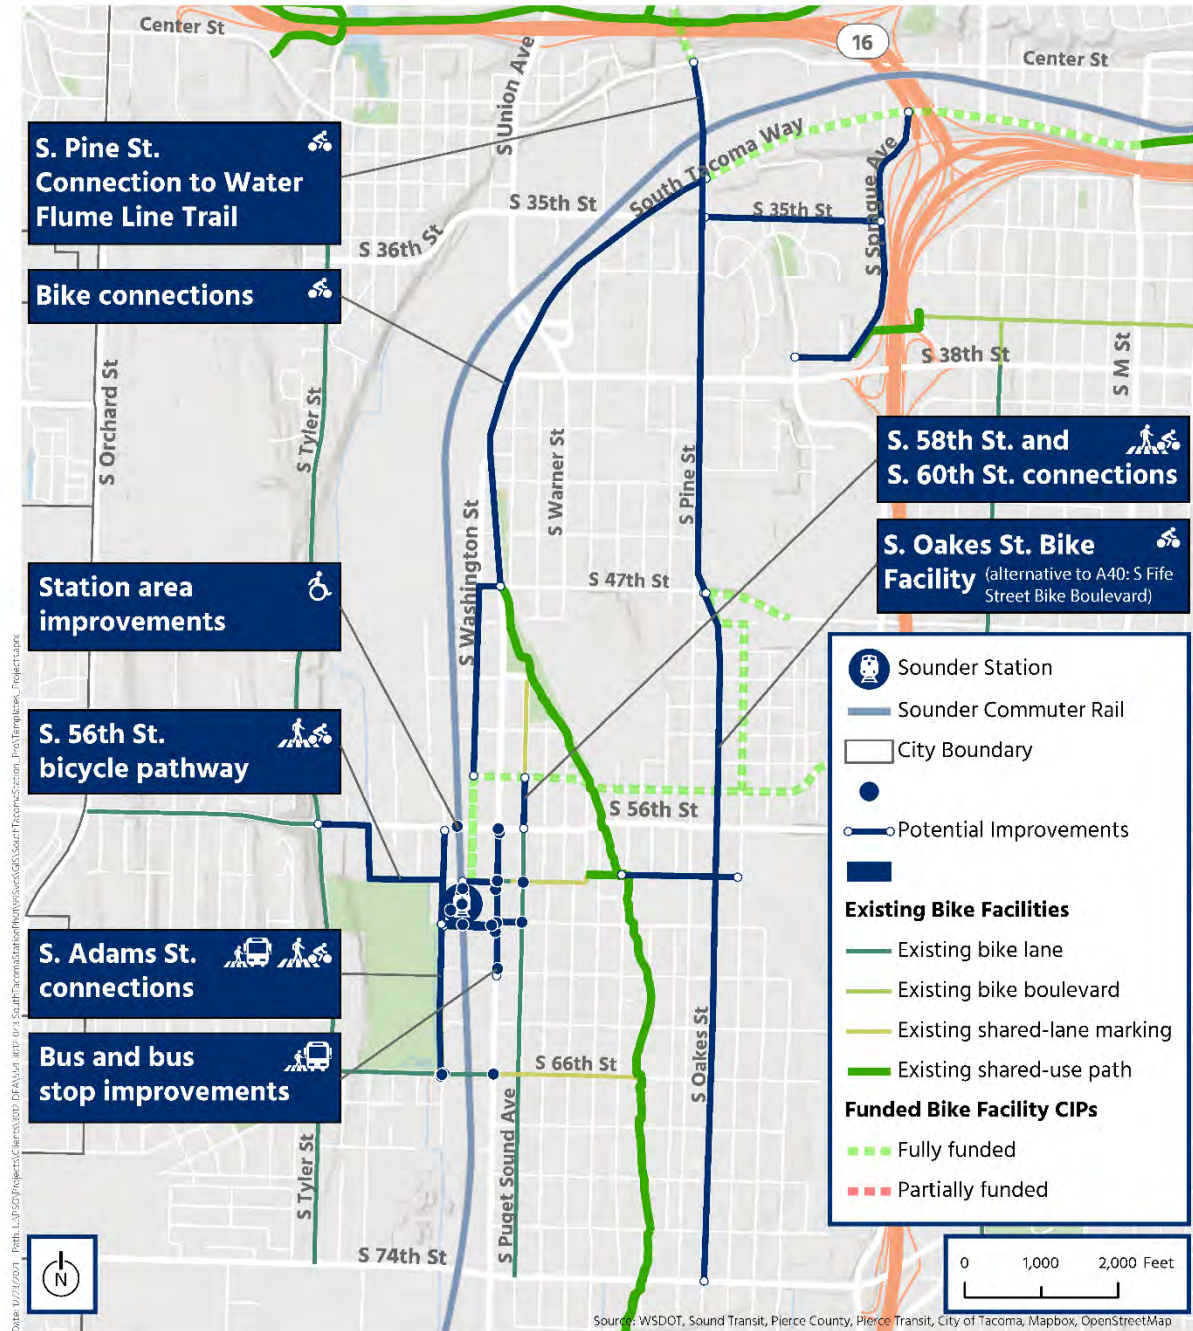 Center St
16
Center St
S Union Ave
S. Pine St.
Connection to Water
Flume Line Trail
South Tacoma Way
S 35th St
S 35th St
S Sprague Ave
S 36th St
Bike connections
S 38th St
S M St
S Orchard St
S Tyler St
S. 58th St. and
S. 60th St. connections
S Warner St
S Pine St
S Washington St
S. Oakes St. Bike
Facility (alternative to A40: S Fife
Street Bike Boulevard)
Station area
improvements
S 47th St
S. 56th St.
bicycle pathway
S 56th St
S. Adams St.
connections
Bus and bus
stop improvements
S 66th St
S Oakes St
S Puget Sound Ave
S Tyler St
S 74th St
Sounder Station
Sounder Commuter Rail
City Boundary
Potential Improvements
Existing Bike Facilities
Existing bike lane
Existing bike boulevard
Existing shared-lane marking
Existing shared-use path
Funded Bike Facility CIPs
Fully funded
Partially funded
N
0 1,000 2,000 Feet
Source: WSDOT, Sound Transit, Pierce County, Pierce Transit, City of Tacoma, Mapbox, OpenStreetMap